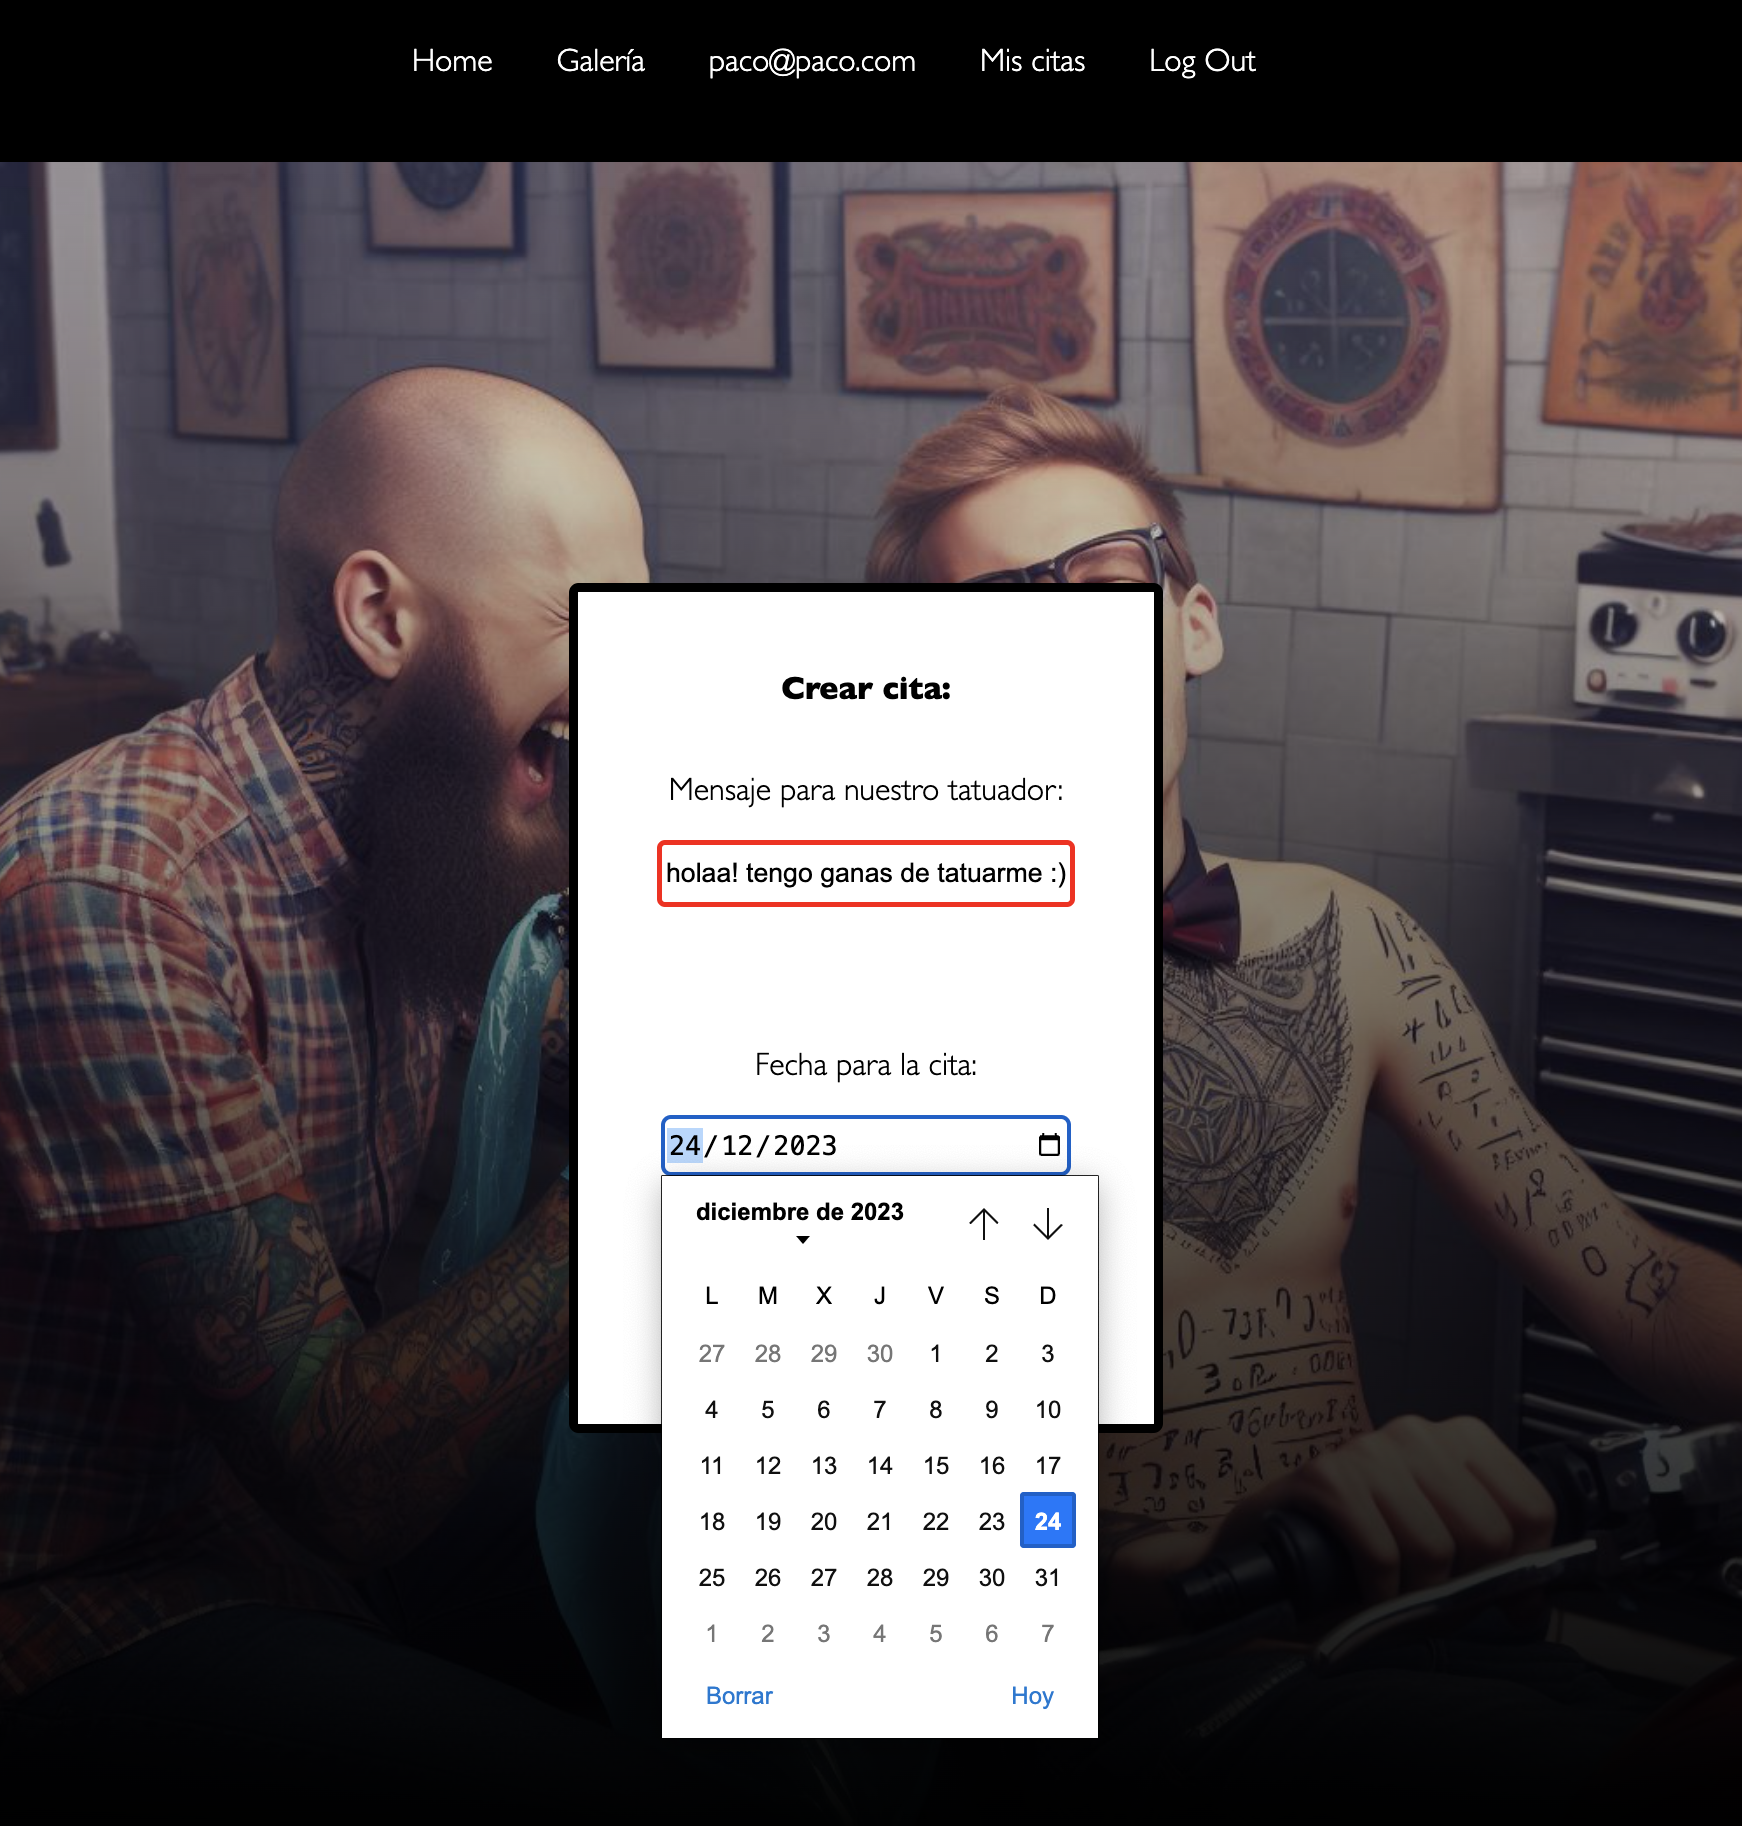 Home Galería paco@paco.com Mis citas Log Out
Crear cita:
Mensaje para nuestro tatuador:
holaa! tengo ganas de tatuarme :)
Fecha para la cita:
24/12/2023
diciembre de 2023
L M X J V S D
27 28 29 30 1 2 3
4 5 6 7 8 9 10
11 12 13 14 15 16 17
18 19 20 21 22 23 24
25 26 27 28 29 30 31
1 2 3 4 5 6 7
Borrar Hoy